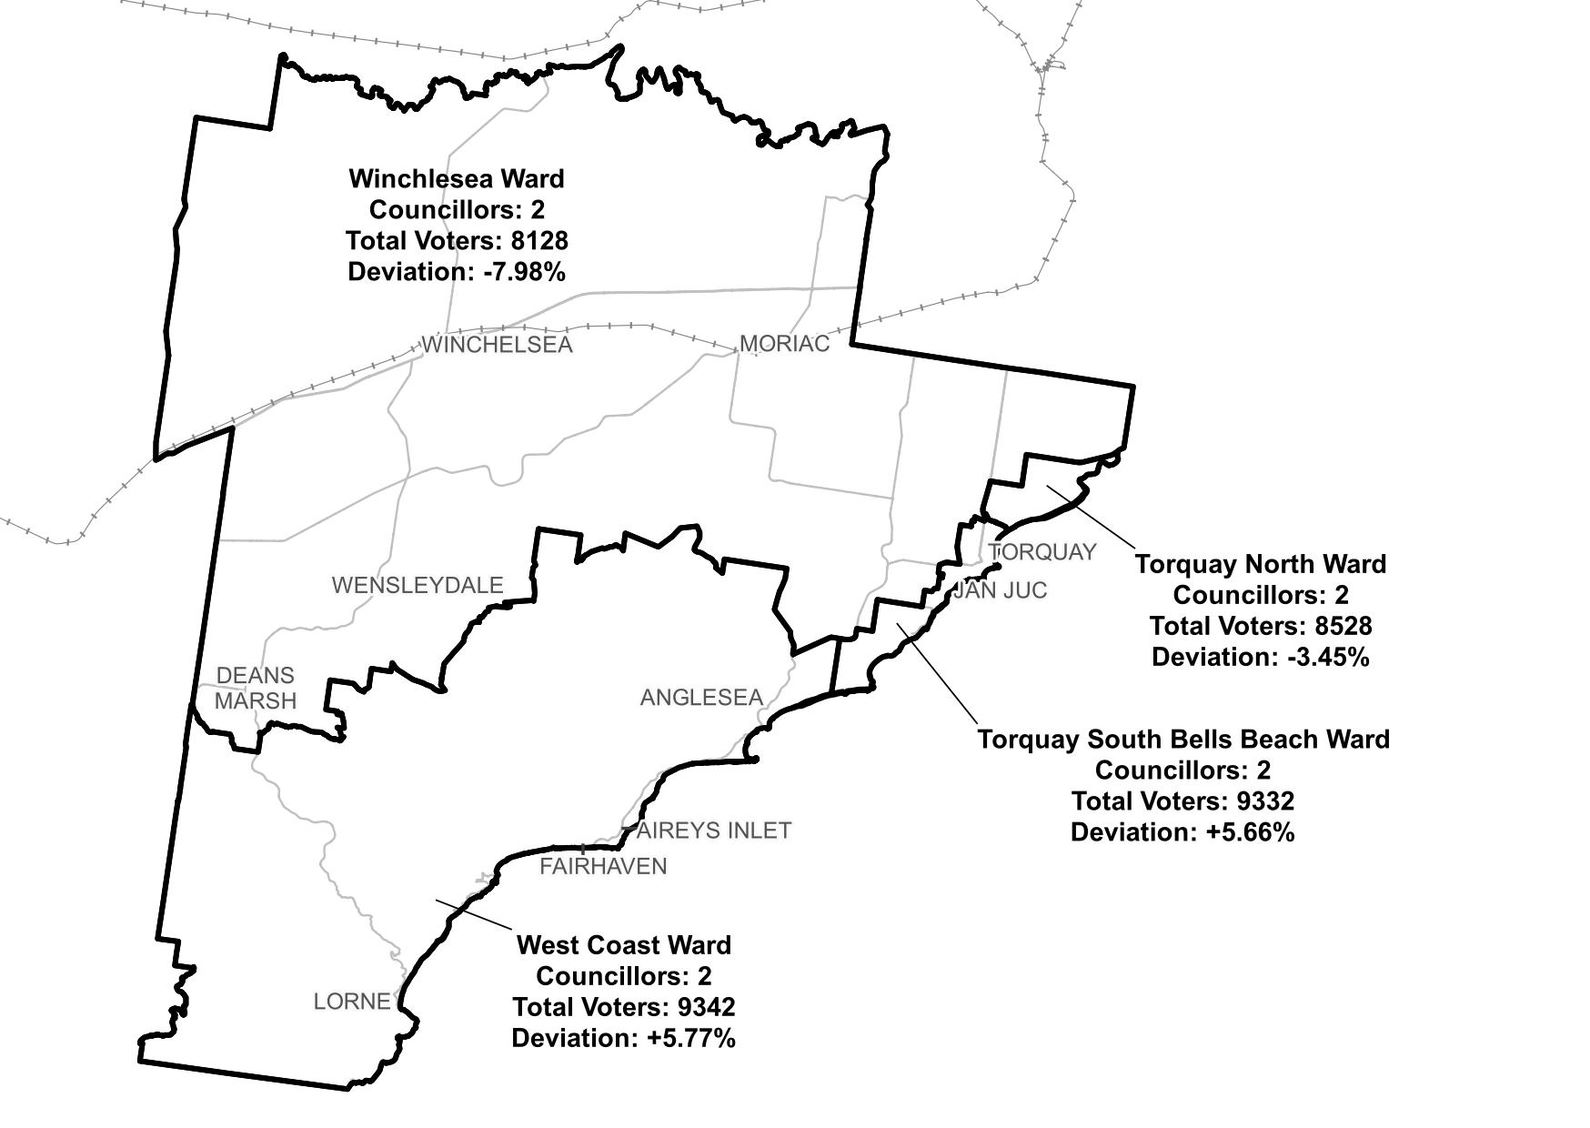 Winchlesea Ward
Councillors: 2
Total Voters: 8128
Deviation: -7.98%
WINCHELSEA
MORIAC
TORQUAY
JAN JUC
Torquay North Ward
Councillors: 2
Total Voters: 8528
Deviation: -3.45%
WENSLEYDALE
DEANS
MARSH
ANGLESEA
Torquay South Bells Beach Ward
Councillors: 2
Total Voters: 9332
Deviation: +5.66%
AIREYS INLET
FAIRHAVEN
West Coast Ward
Councillors: 2
Total Voters: 9342
Deviation: +5.77%
LORNE